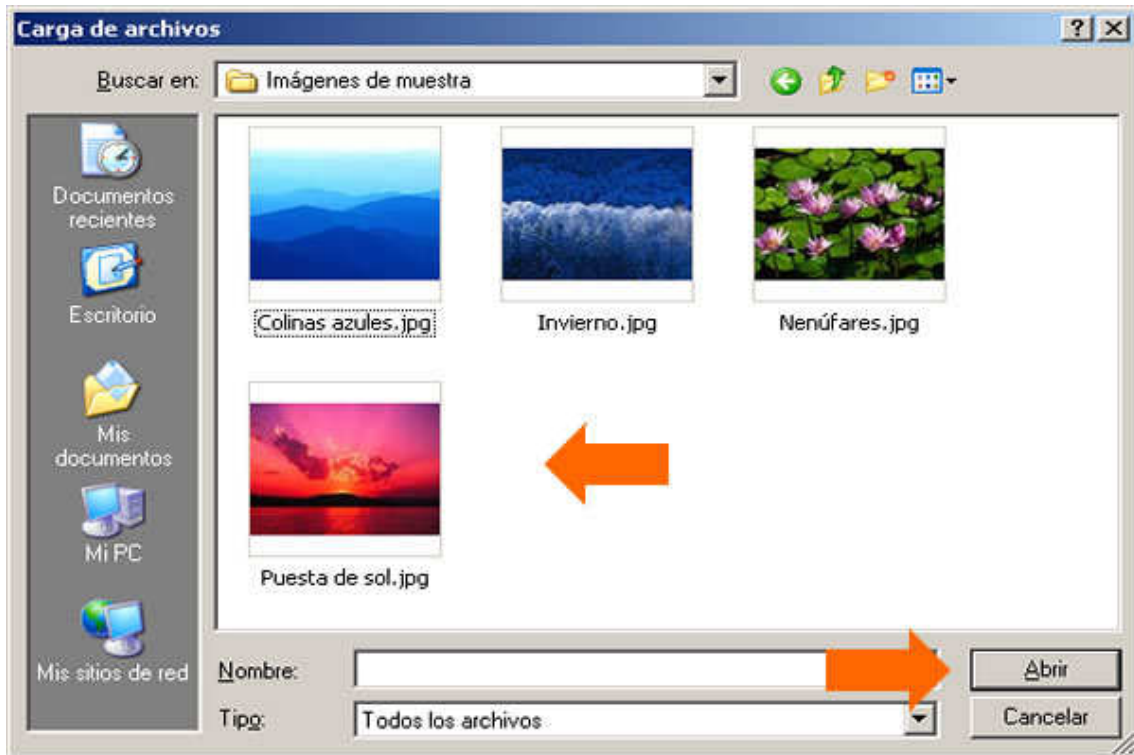 Carga de archivos
Buscar en:
Imágenes de muestra
Documentos
recientes
Escritorio
Mis
documentos
Mi PC
Mis sitios de red
Colinas azules.jpg
Invierno.jpg
Nenúfares.jpg
Puesta de sol.jpg
Nombre:
Abrir
Tipo:
Todos los archivos
Cancelar